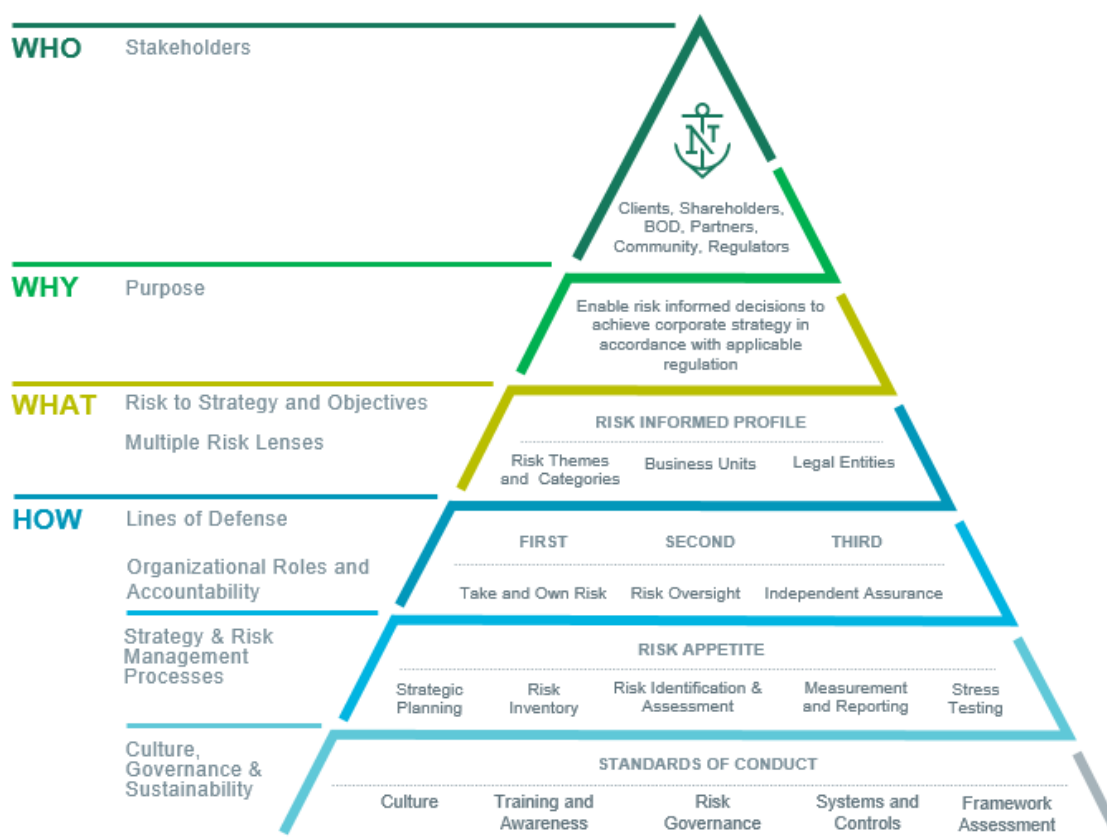 WHO
Stakeholders
NT
Clients, Shareholders,
BOD, Partners,
Community, Regulators
WHY
Purpose
Enable risk informed decisions to
achieve corporate strategy in
accordance with applicable
regulation
WHAT
Risk to Strategy and Objectives
Multiple Risk Lenses
RISK INFORMED PROFILE
Risk Themes
and Categories
Business Units
Legal Entities
HOW
Lines of Defense
Organizational Roles and
Accountability
FIRST
SECOND
THIRD
Take and Own Risk
Risk Oversight
Independent Assurance
Strategy & Risk
Management
Processes
RISK APPETITE
Strategic
Planning
Risk
Inventory
Risk Identification &
Assessment
Measurement
and Reporting
Stress
Testing
Culture,
Governance &
Sustainability
STANDARDS OF CONDUCT
Culture
Training and
Awareness
Risk
Governance
Systems and
Controls
Framework
Assessment